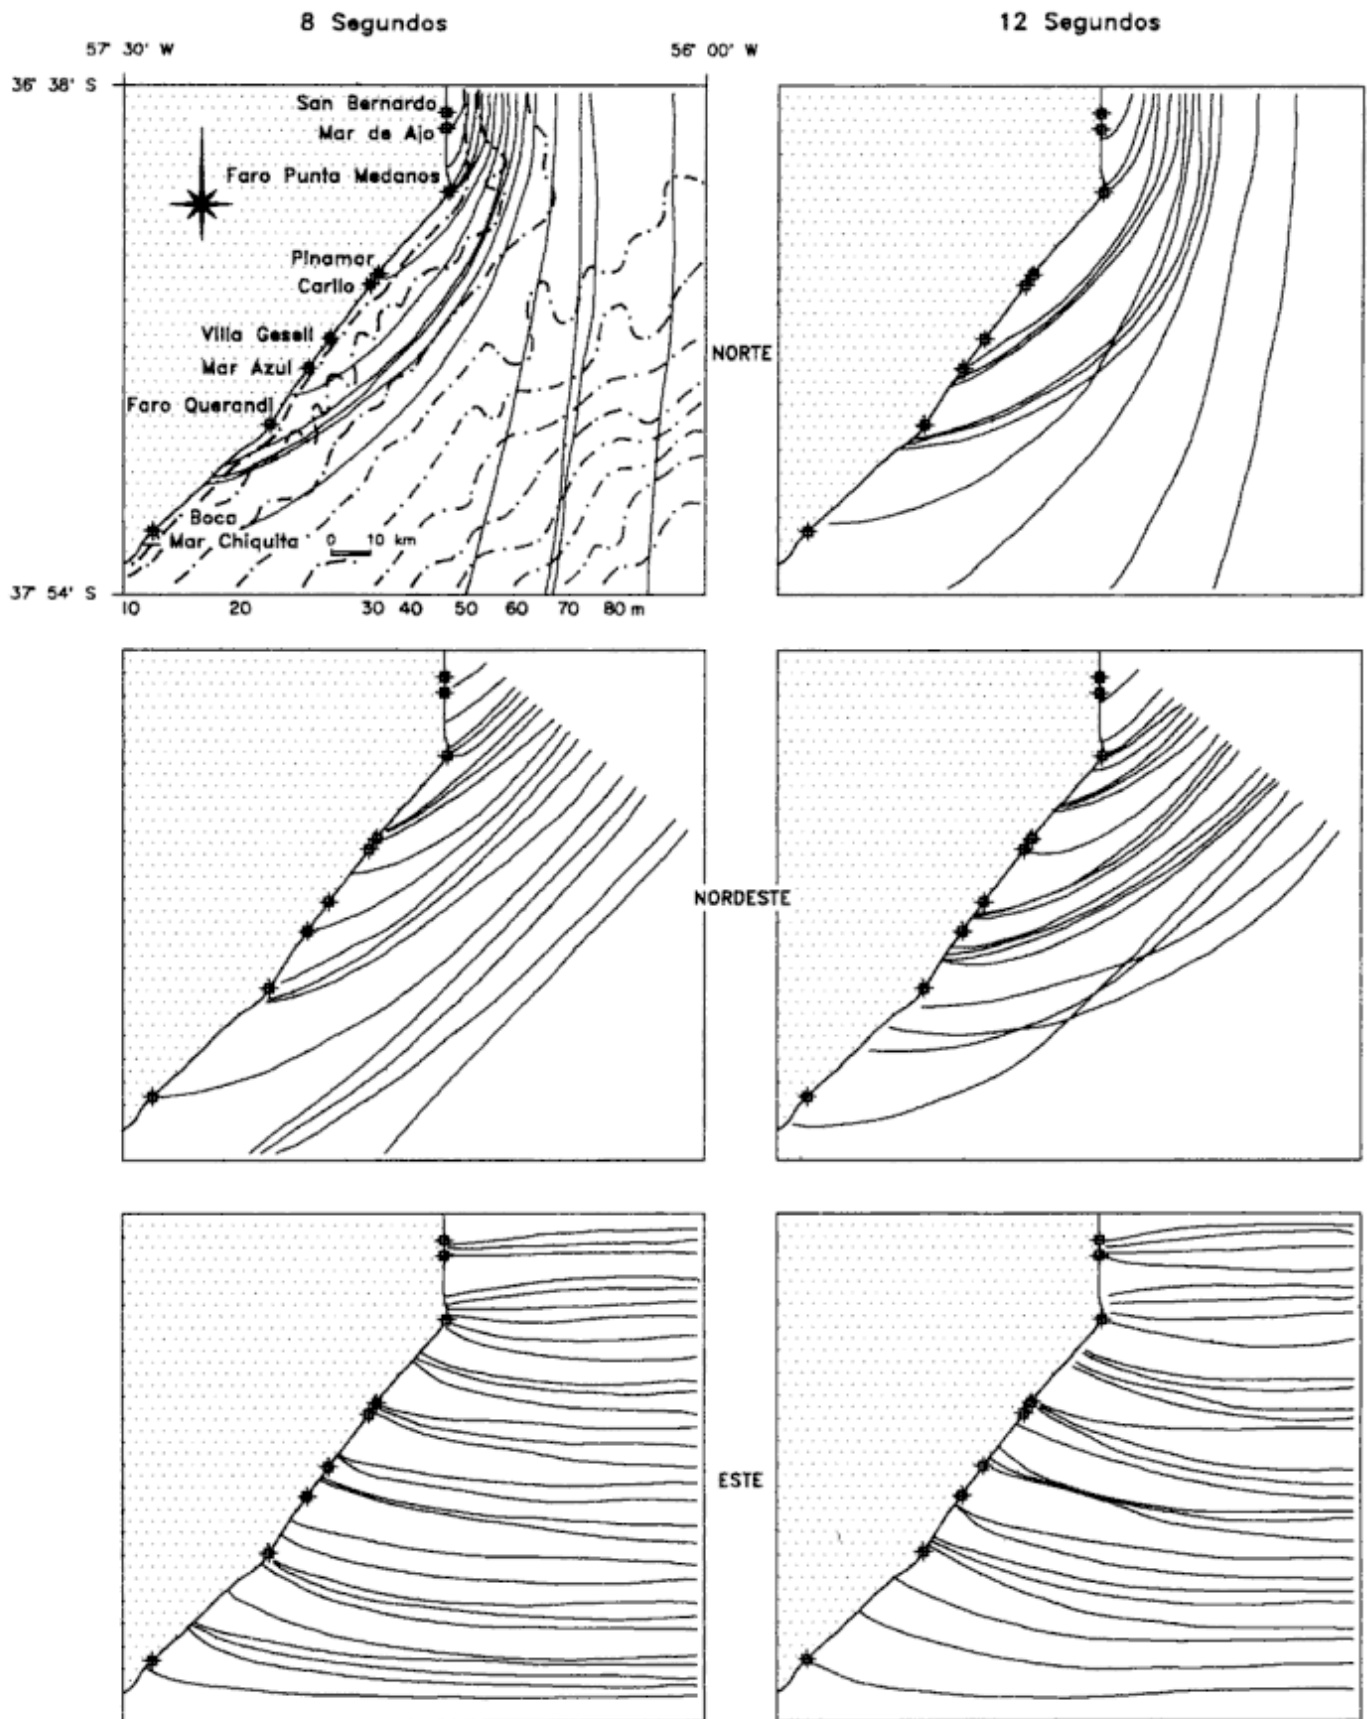 8 Segundos
12 Segundos
57° 30' W
56° 00' W
36° 38' S
San Bernardo
Mar de Ajo
Faro Punta Medanos
Pinamar
Carilo
Villa Gesell
NORTE
Mar Azul
Faro Querandi
Boca
Mar Chiquita
0 10 km
37° 54' S
10 20 30 40 50 60 70 80 m
NORDESTE
ESTE